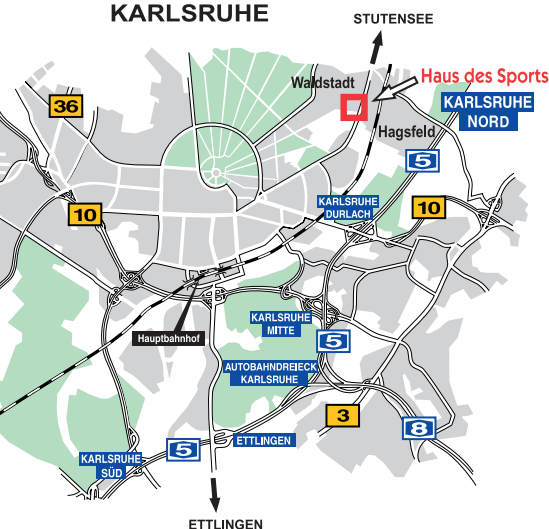 KARLSRUHE
STUTENSEE
Waldstadt
Haus des Sports
KARLSRUHE
NORD
36
Hagsfeld
5
10
KARLSRUHE
DURLACH
10
KARLSRUHE
MITTE
Hauptbahnhof
5
AUTOBAHNDREIECK
KARLSRUHE
3
8
ETTLINGEN
5
KARLSRUHE
SÜD
ETTLINGEN